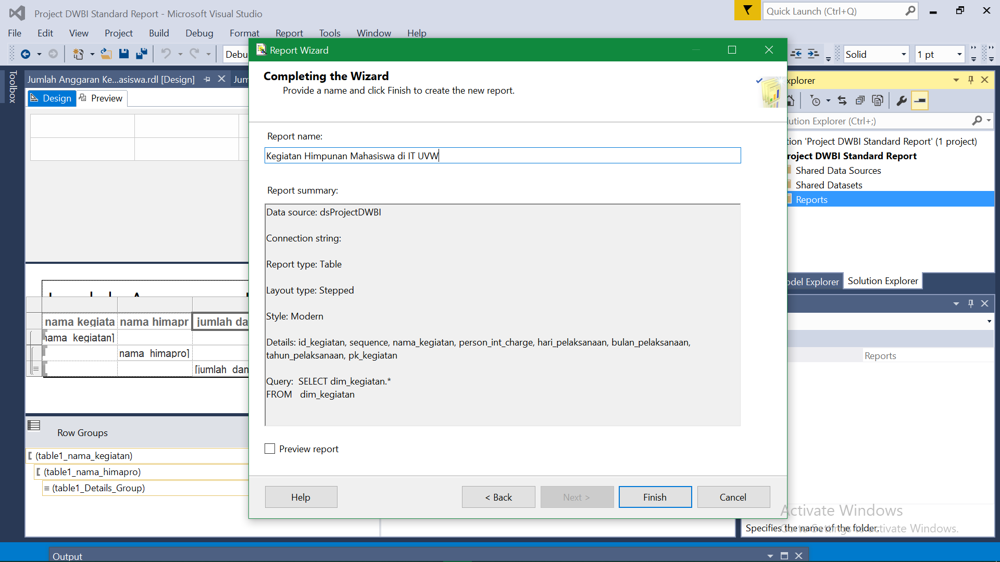 Project DWBI Standard Report - Microsoft Visual Studio
Quick Launch (Ctrl+Q)
File Edit View Project Build Debug Format Report Tools Window Help
Debu
Solid
1 pt
Toolbox
Jumlah Anggaran Ke...asiswa.rdl [Design]
Jum
Design
Preview
Report Wizard
Completing the Wizard
Provide a name and click Finish to create the new report.
Report name:
Kegiatan Himpunan Mahasiswa di IT UVW
Report summary:
Data source: dsProjectDWBI
Connection string:
Report type: Table
Layout type: Stepped
Style: Modern
Details: id_kegiatan, sequence, nama_kegiatan, person_int_charge, hari_pelaksanaan, bulan_pelaksanaan,
tahun_pelaksanaan, pk_kegiatan
Query: SELECT dim_kegiatan.*
FROM dim_kegiatan
Preview report
Help
< Back
Next >
Finish
Cancel
nama kegiata
nama himapr
jumlah da
nama kegiatan]
nama himapro]
[jumlah dan
Row Groups
(table1_nama_kegiatan)
(table1_nama_himapro)
(table1_Details_Group)
xplorer
lution Explorer (Ctrl+;)
tion 'Project DWBI Standard Report' (1 project)
roject DWBI Standard Report
Shared Data Sources
Shared Datasets
Reports
odel Explorer
Solution Explorer
Reports
Activate Windows
Go to Settings to activate Windows.
Specifies the name of the folder.
Output